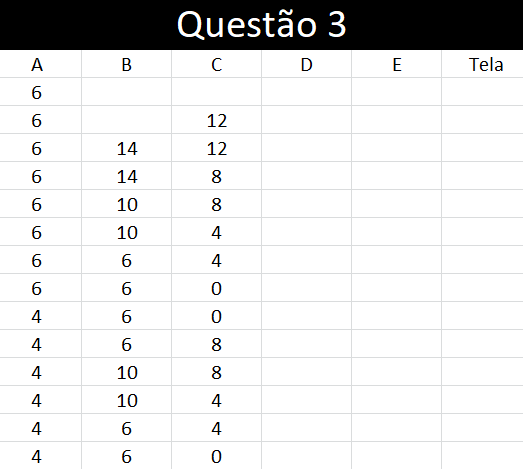 Questão 3
A B C D E Tela
6
6 12
6 14 12
6 14 8
6 10 8
6 10 4
6 6 4
6 6 0
4 6 0
4 6 8
4 10 8
4 10 4
4 6 4
4 6 0